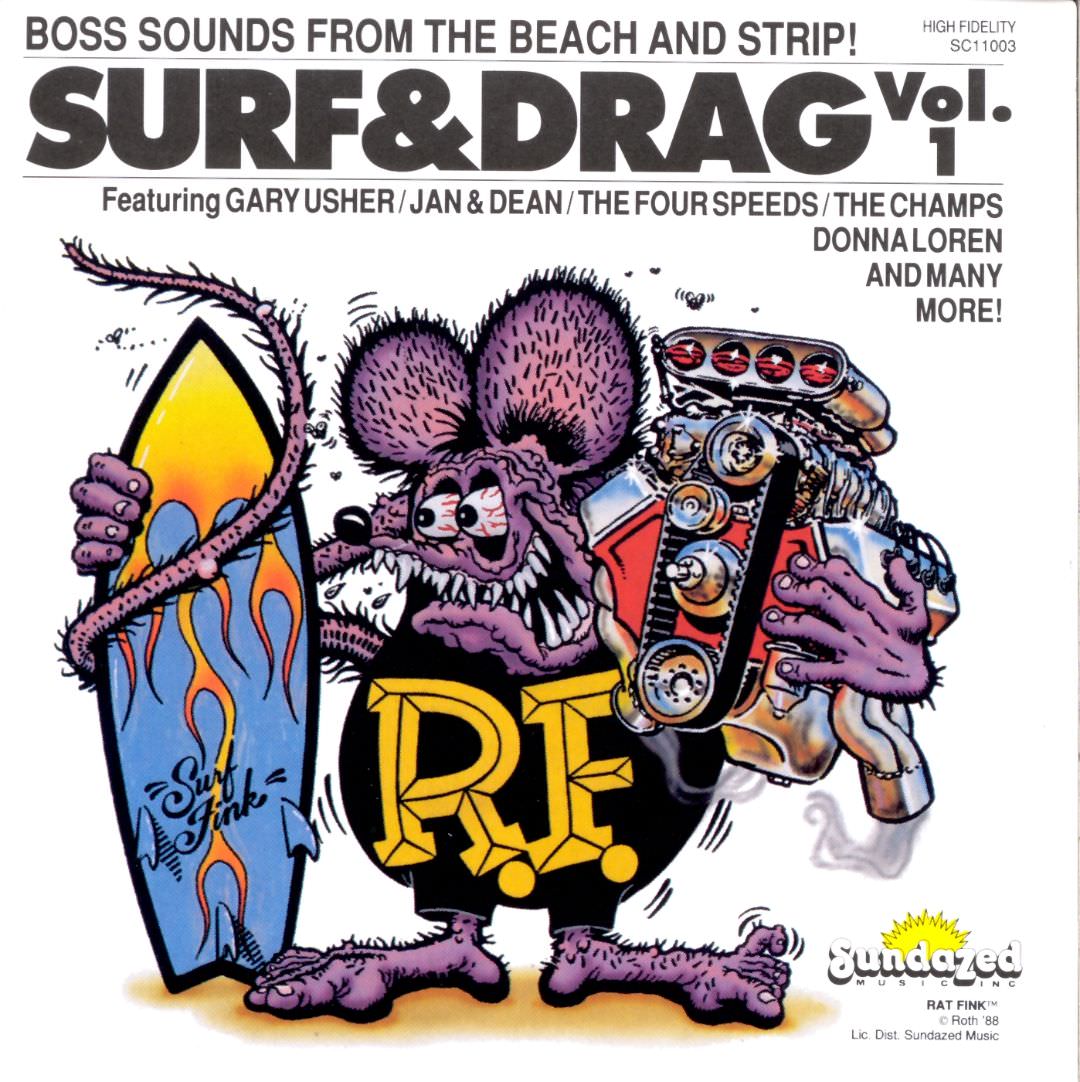 BOSS SOUNDS FROM THE BEACH AND STRIP!
HIGH FIDELITY
SC11003
SURF&DRAG Vol.
1
Featuring GARY USHER/JAN & DEAN/THE FOUR SPEEDS/THE CHAMPS
DONNA LOREN
AND MANY
MORE!
R.F.
Surf
Fink
Sundazed
MUSIC INC
RAT FINK™
© Roth '88
Lic. Dist. Sundazed Music